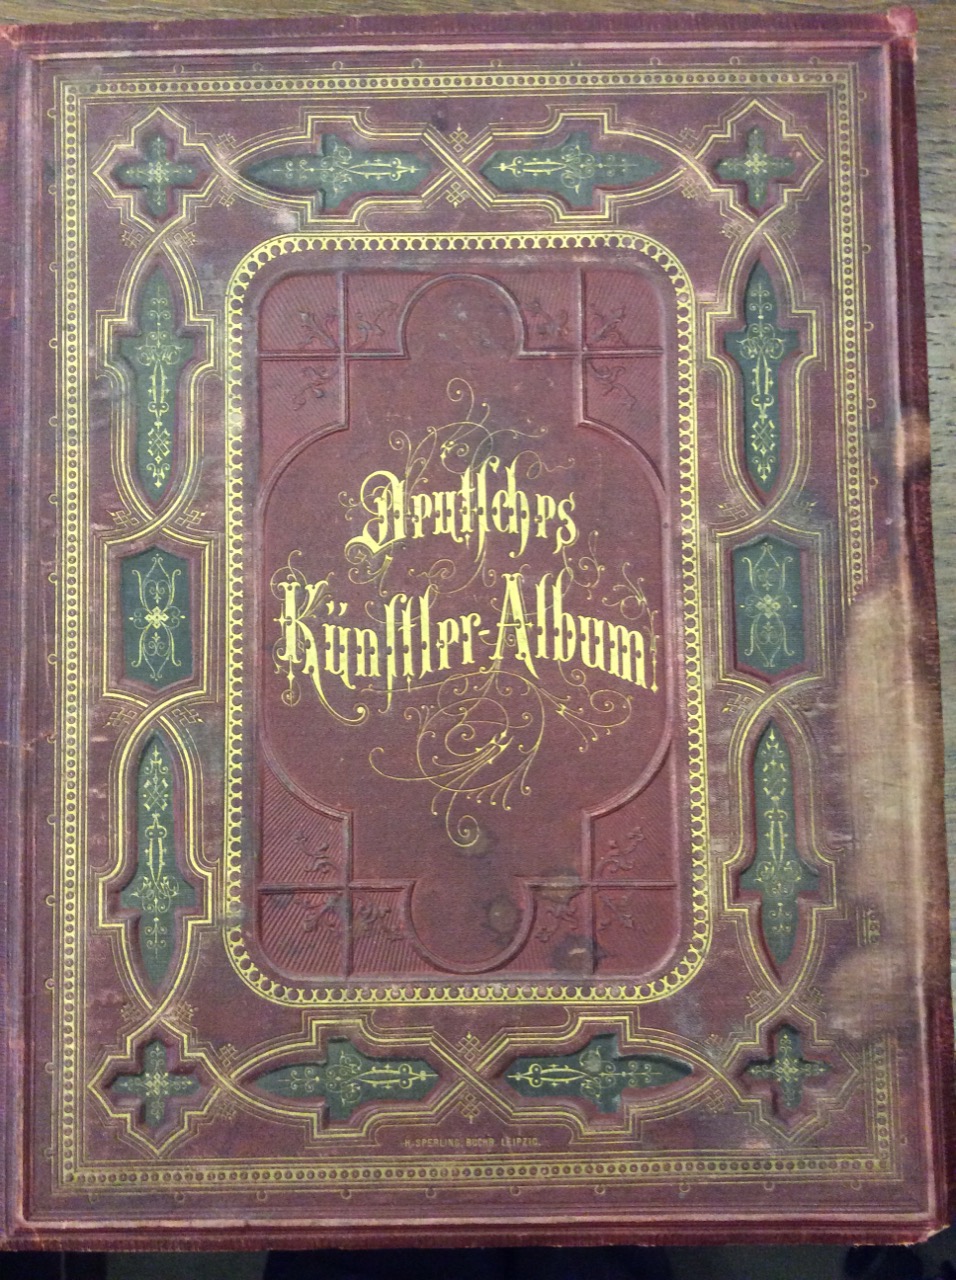 Deutſches
Künſtler-Album.
H. SPERLING, BUCHB. LEIPZIG.